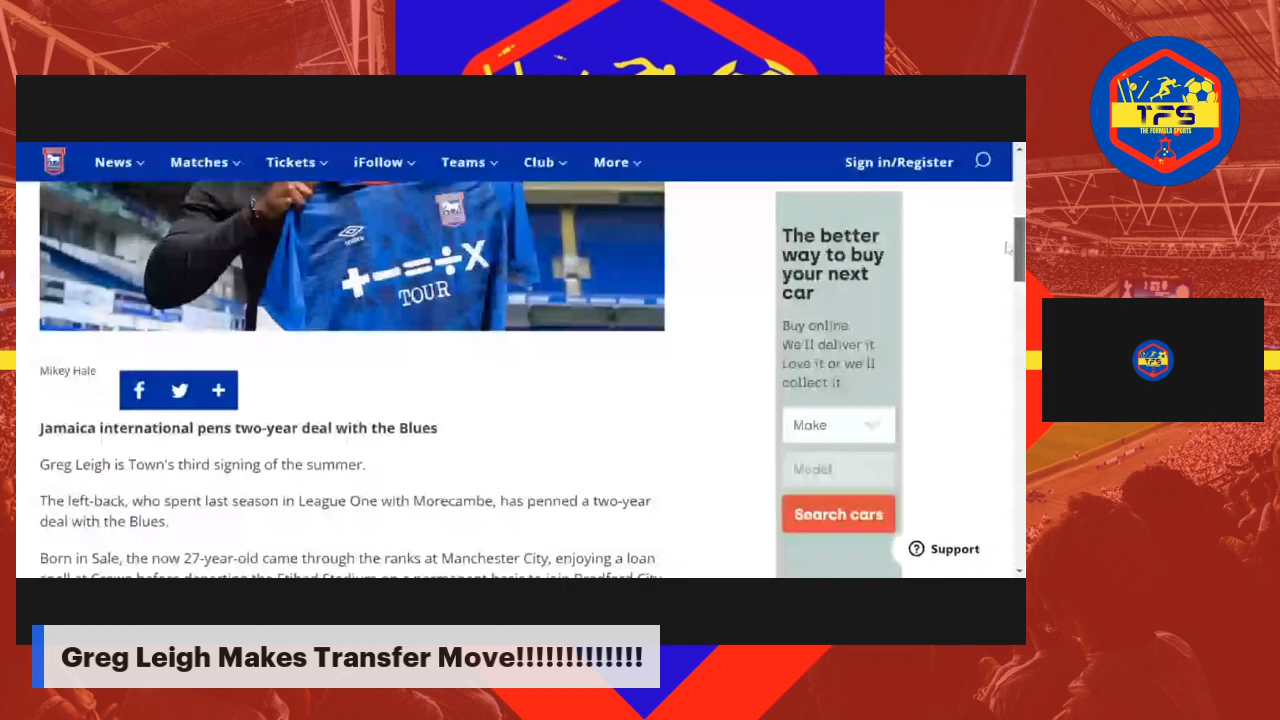 TFS
THE FORMULA SPORTS
News Matches Tickets iFollow Teams Club More Sign in/Register
umbro
+-=÷x
TOUR
The better
way to buy
your next
car
Buy online.
We'll deliver it.
Love it or we'll
collect it
Make
Model
Search cars
Support
Mikey Hale
Jamaica international pens two-year deal with the Blues
Greg Leigh is Town's third signing of the summer.
The left-back, who spent last season in League One with Morecambe, has penned a two-year
deal with the Blues.
Born in Sale, the now 27-year-old came through the ranks at Manchester City, enjoying a loan
TFS
Greg Leigh Makes Transfer Move!!!!!!!!!!!!!